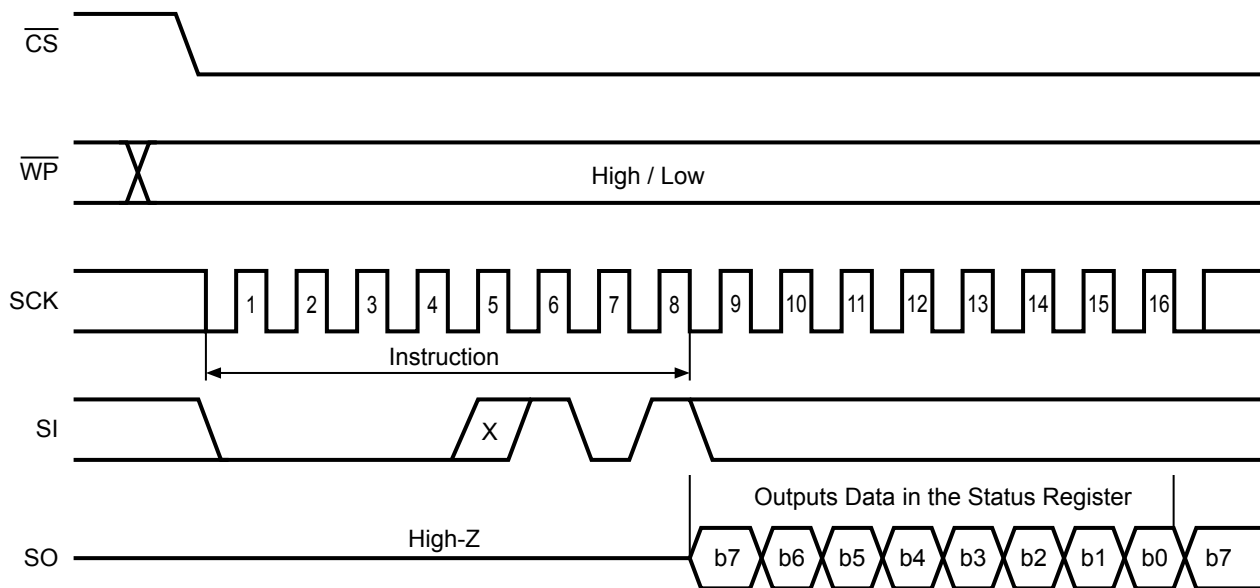 CS
WP
High / Low
SCK
1 2 3 4 5 6 7 8 9 10 11 12 13 14 15 16
Instruction
SI
X
Outputs Data in the Status Register
High-Z
SO
b7 b6 b5 b4 b3 b2 b1 b0 b7